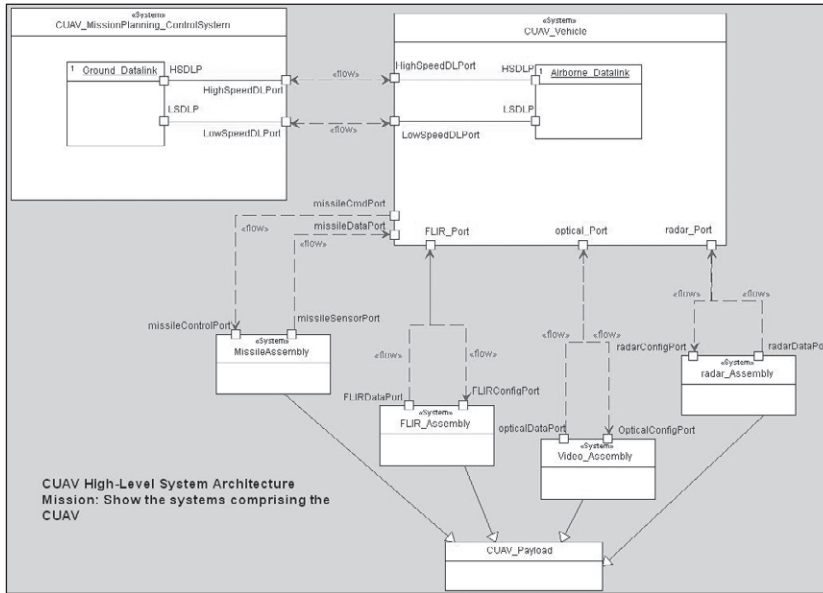 «System»
CUAV_MissionPlanning_ControlSystem
1 Ground_Datalink
HSDLP
HighSpeedDLPort
LSDLP
LowSpeedDLPort
«flow»
«flow»
«System»
CUAV_Vehicle
HighSpeedDLPort
HSDLP
1 Airborne_Datalink
LSDLP
LowSpeedDLPort
missileCmdPort
missileDataPort
FLIR_Port
optical_Port
radar_Port
«flow»
«flow»
«flow»
«flow»
missileControlPort
missileSensorPort
«System»
MissileAssembly
«flow»
«flow»
«flow»
«flow»
radarConfigPort
radarDataPo
«System»
radar_Assembly
FLIRDataPort
FLIRConfigPort
«System»
FLIR_Assembly
opticalDataPort
OpticalConfigPort
«System»
Video_Assembly
CUAV High-Level System Architecture
Mission: Show the systems comprising the
CUAV
CUAV_Payload